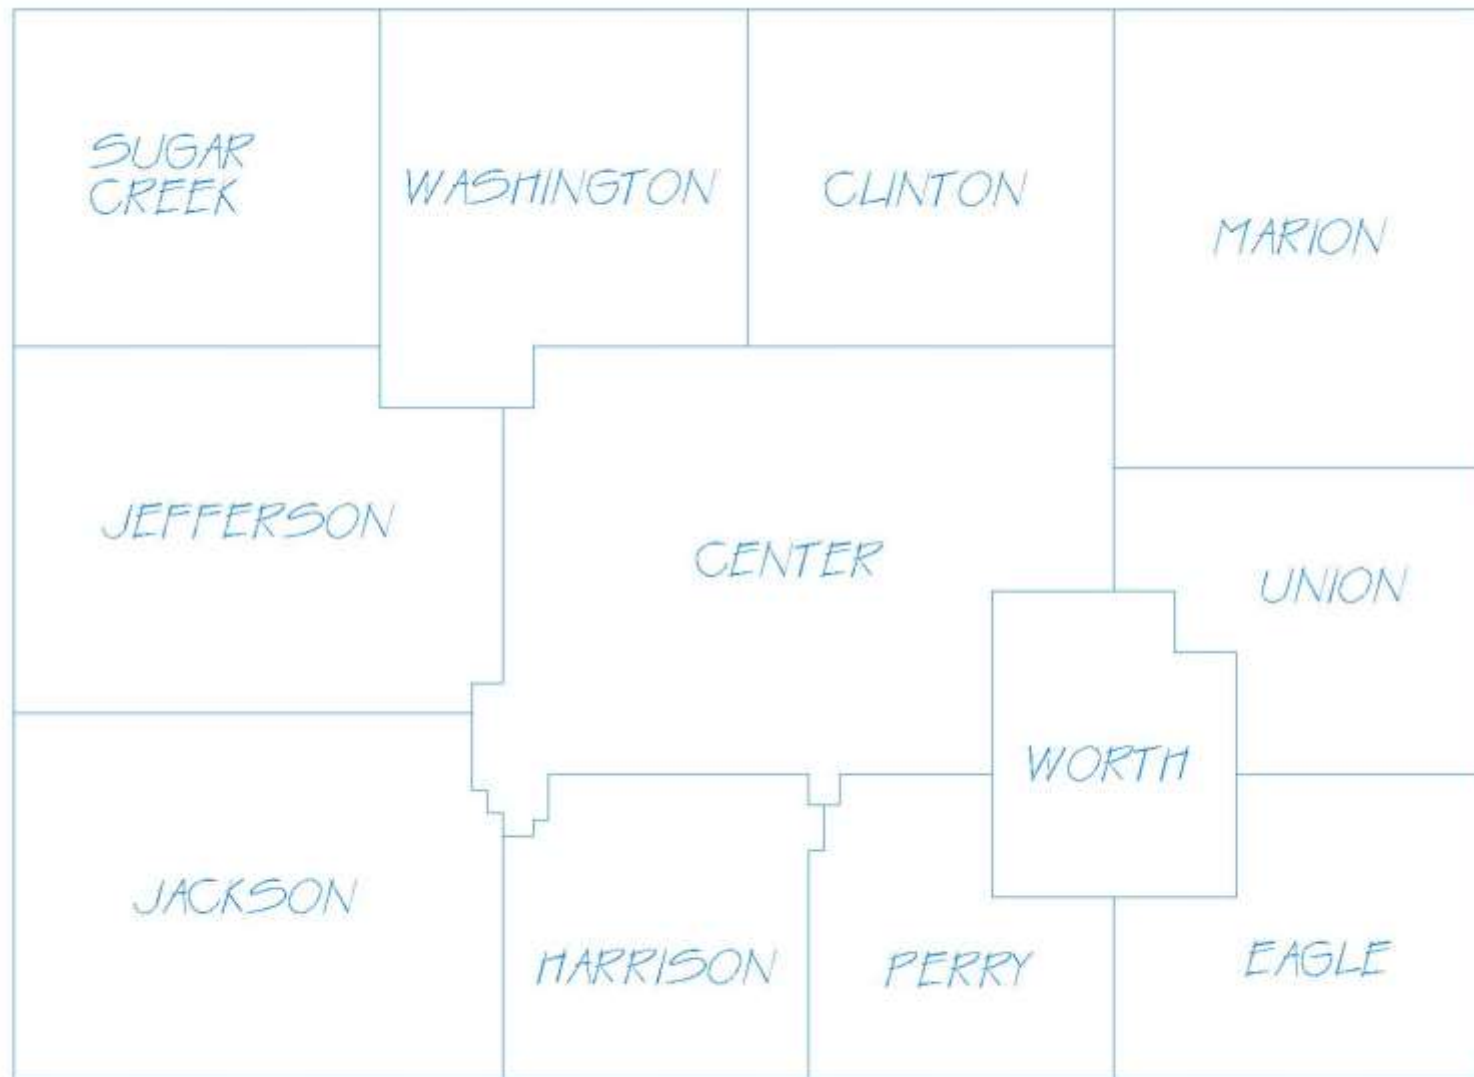 SUGAR
CREEK
WASHINGTON
CLINTON
MARION
JEFFERSON
CENTER
UNION
WORTH
JACKSON
HARRISON
PERRY
EAGLE